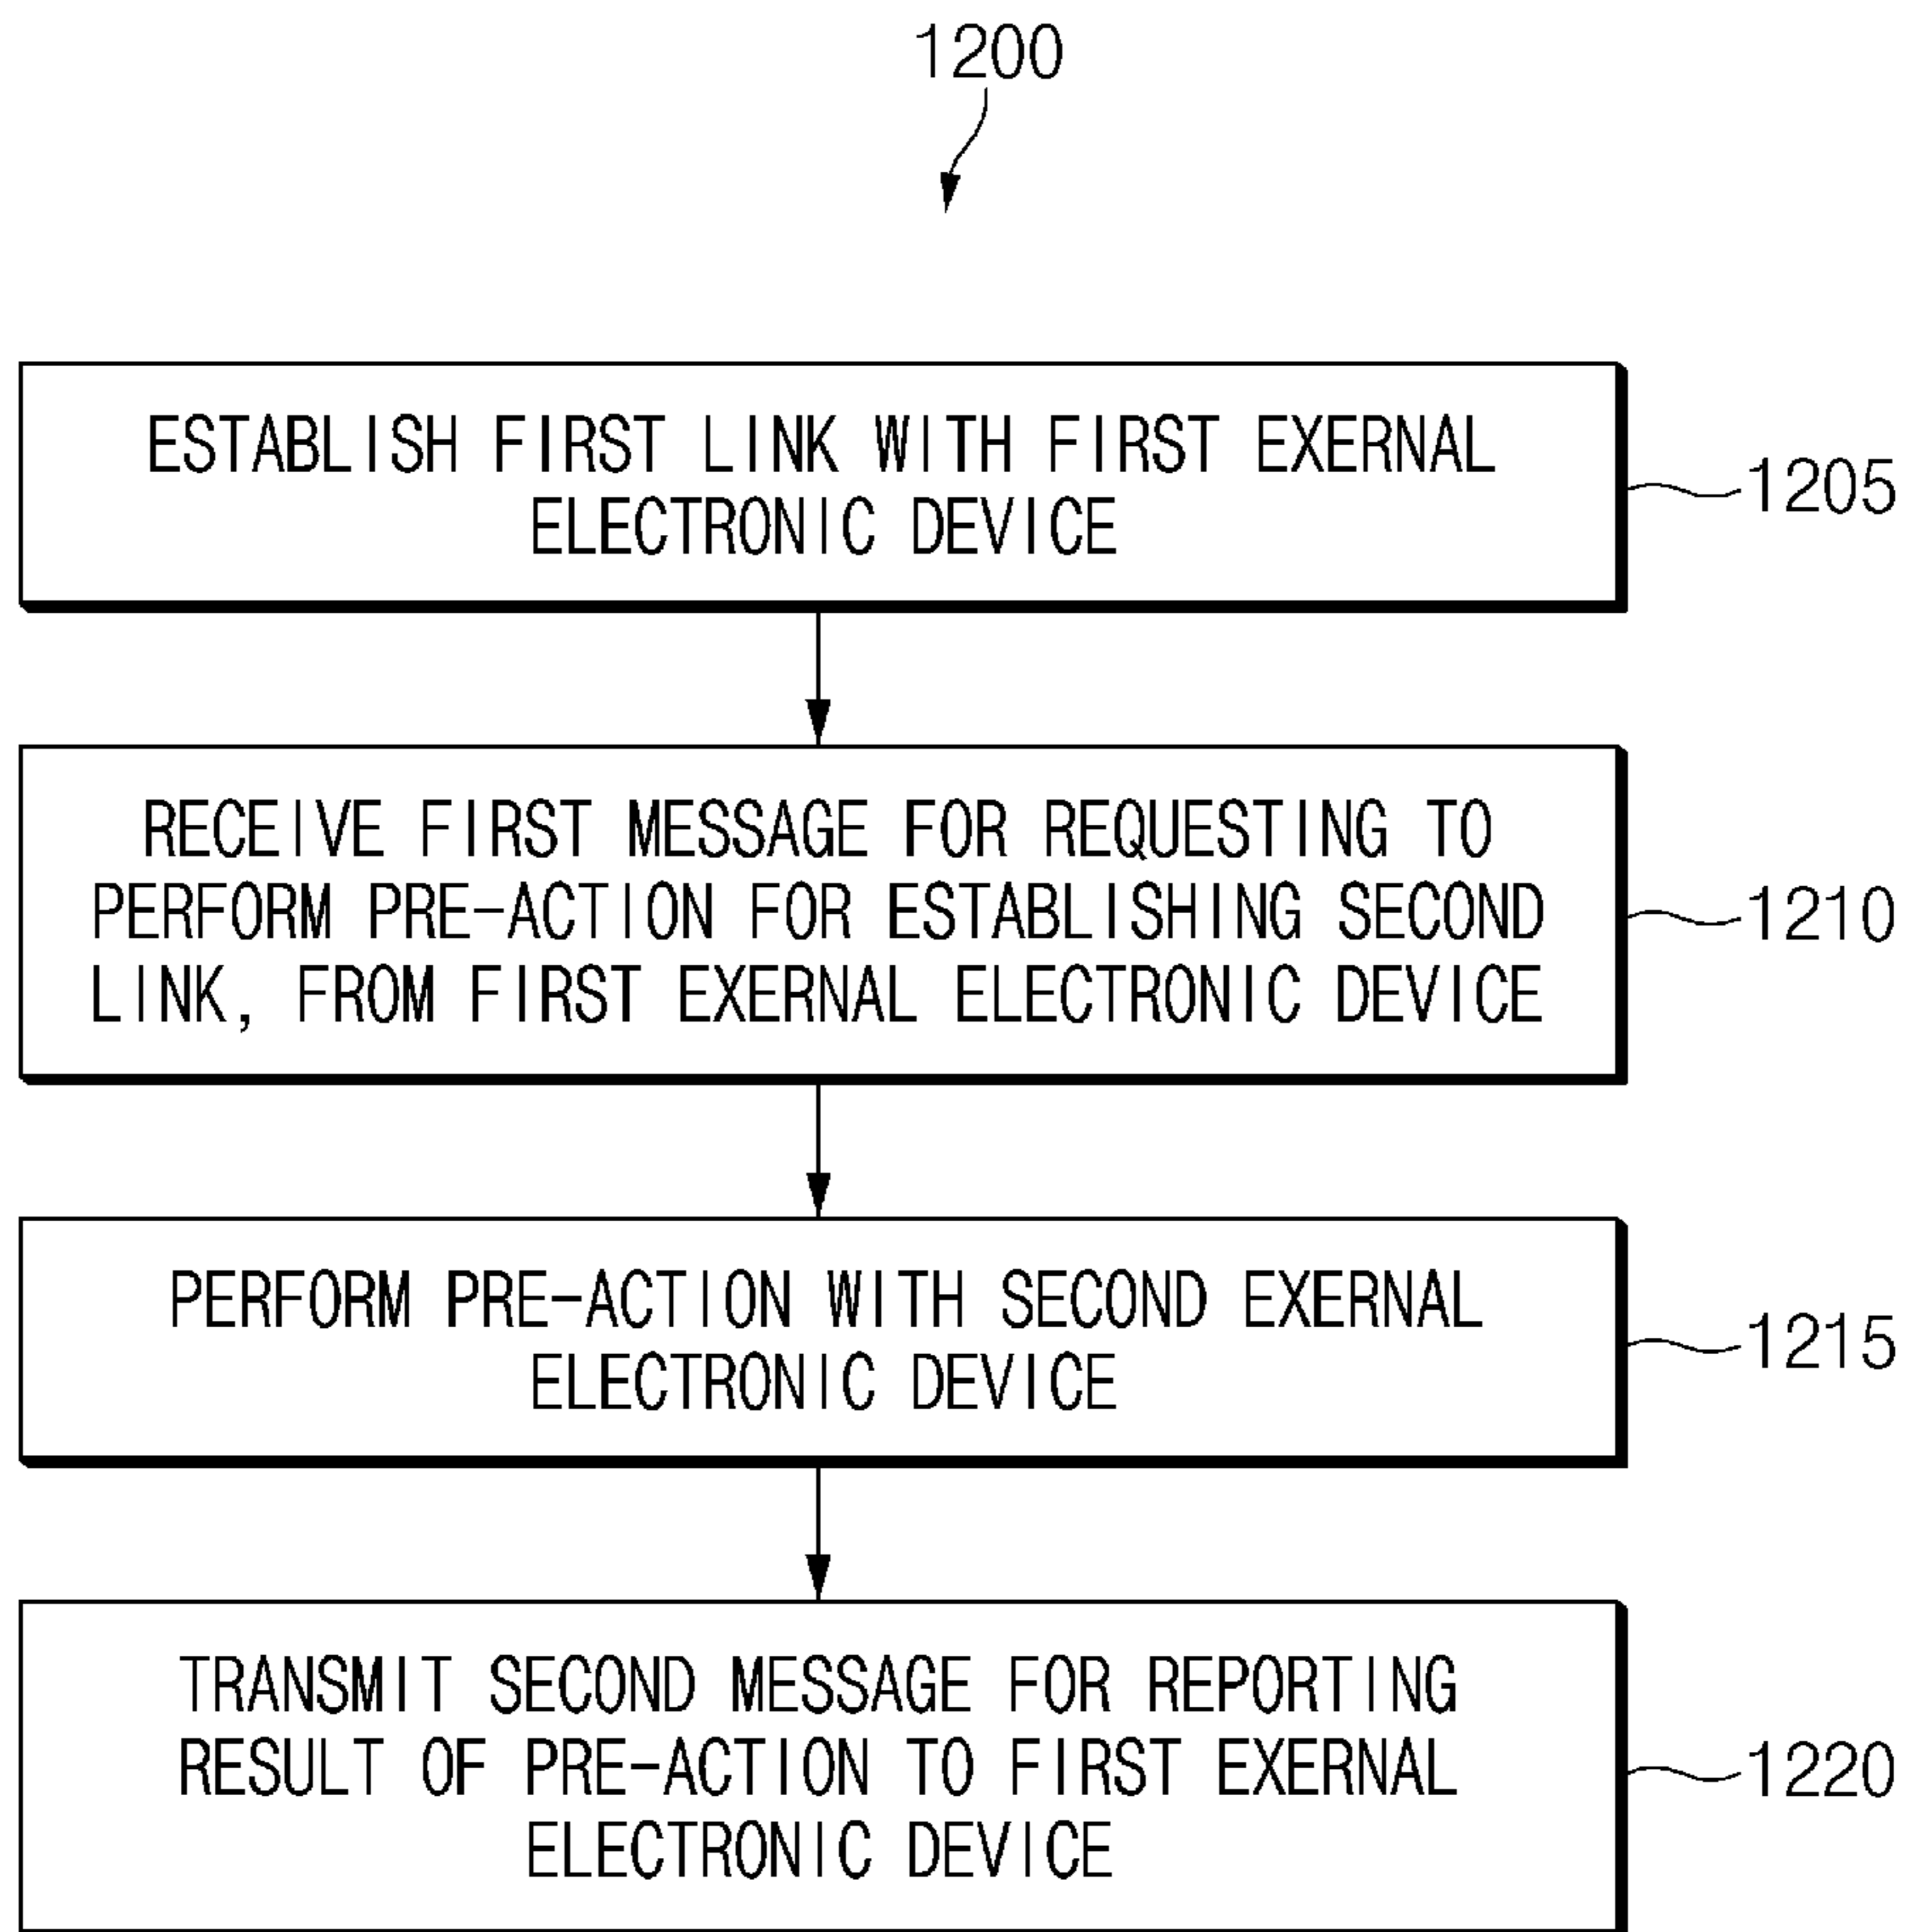 1200
ESTABLISH FIRST LINK WITH FIRST EXERNAL
ELECTRONIC DEVICE
1205
RECEIVE FIRST MESSAGE FOR REQUESTING TO
PERFORM PRE-ACTION FOR ESTABLISHING SECOND
LINK, FROM FIRST EXERNAL ELECTRONIC DEVICE
1210
PERFORM PRE-ACTION WITH SECOND EXERNAL
ELECTRONIC DEVICE
1215
TRANSMIT SECOND MESSAGE FOR REPORTING
RESULT OF PRE-ACTION TO FIRST EXERNAL
ELECTRONIC DEVICE
1220